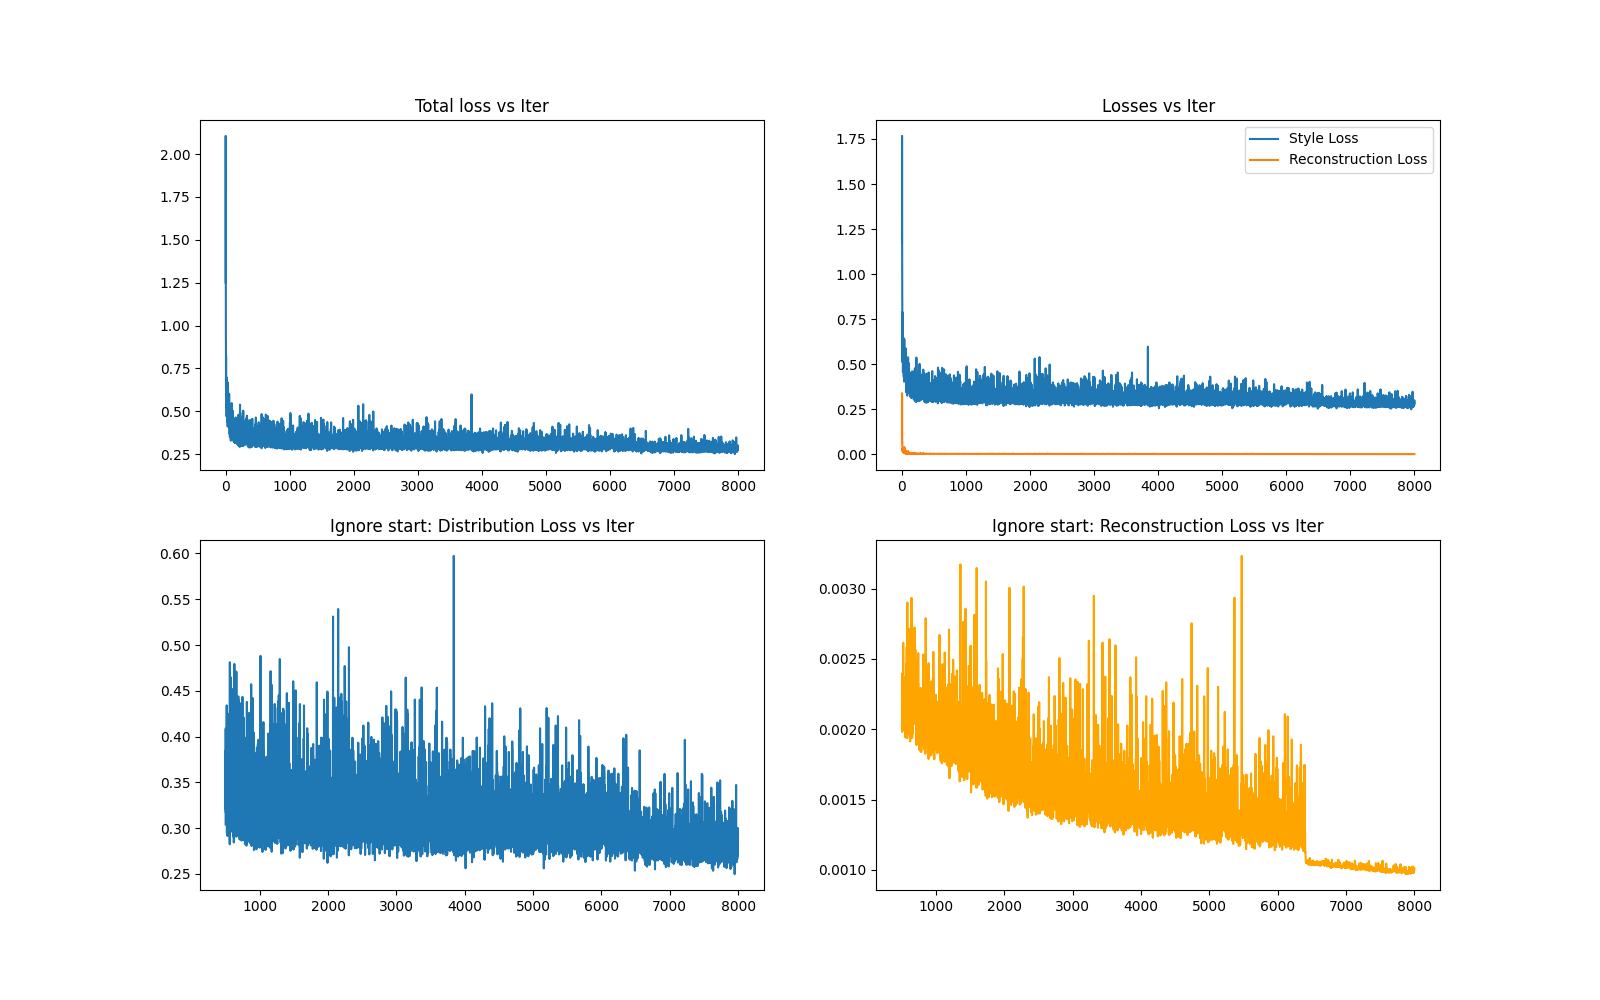 Total loss vs Iter
2.00
1.75
1.50
1.25
1.00
0.75
0.50
0.25
0 1000 2000 3000 4000 5000 6000 7000 8000
Losses vs Iter
Style Loss
Reconstruction Loss
1.75
1.50
1.25
1.00
0.75
0.50
0.25
0.00
0 1000 2000 3000 4000 5000 6000 7000 8000
Ignore start: Distribution Loss vs Iter
0.60
0.55
0.50
0.45
0.40
0.35
0.30
0.25
1000 2000 3000 4000 5000 6000 7000 8000
Ignore start: Reconstruction Loss vs Iter
0.0030
0.0025
0.0020
0.0015
0.0010
1000 2000 3000 4000 5000 6000 7000 8000